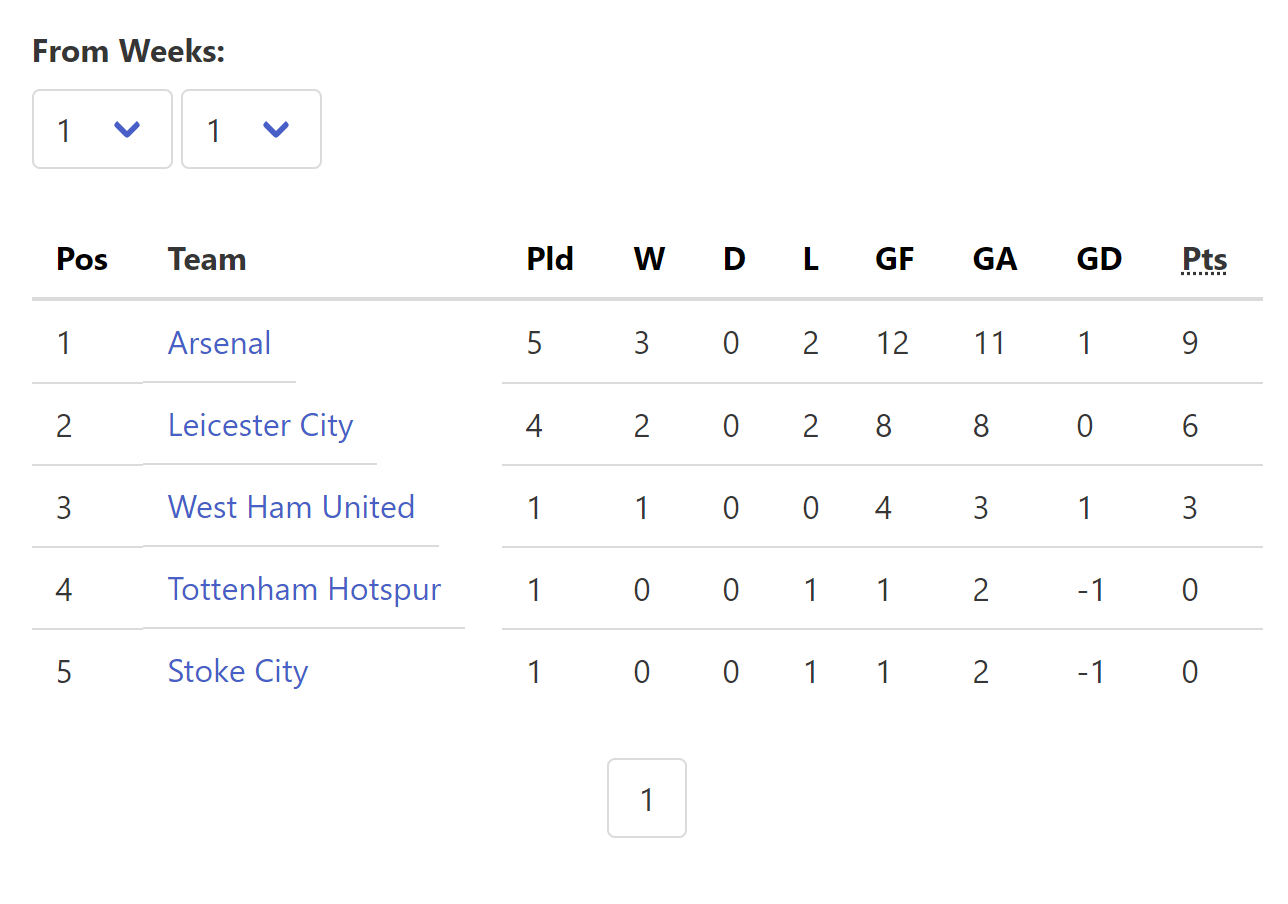 From Weeks:
1 1
Pos Team Pld W D L GF GA GD Pts
1 Arsenal 5 3 0 2 12 11 1 9
2 Leicester City 4 2 0 2 8 8 0 6
3 West Ham United 1 1 0 0 4 3 1 3
4 Tottenham Hotspur 1 0 0 1 1 2 -1 0
5 Stoke City 1 0 0 1 1 2 -1 0
1